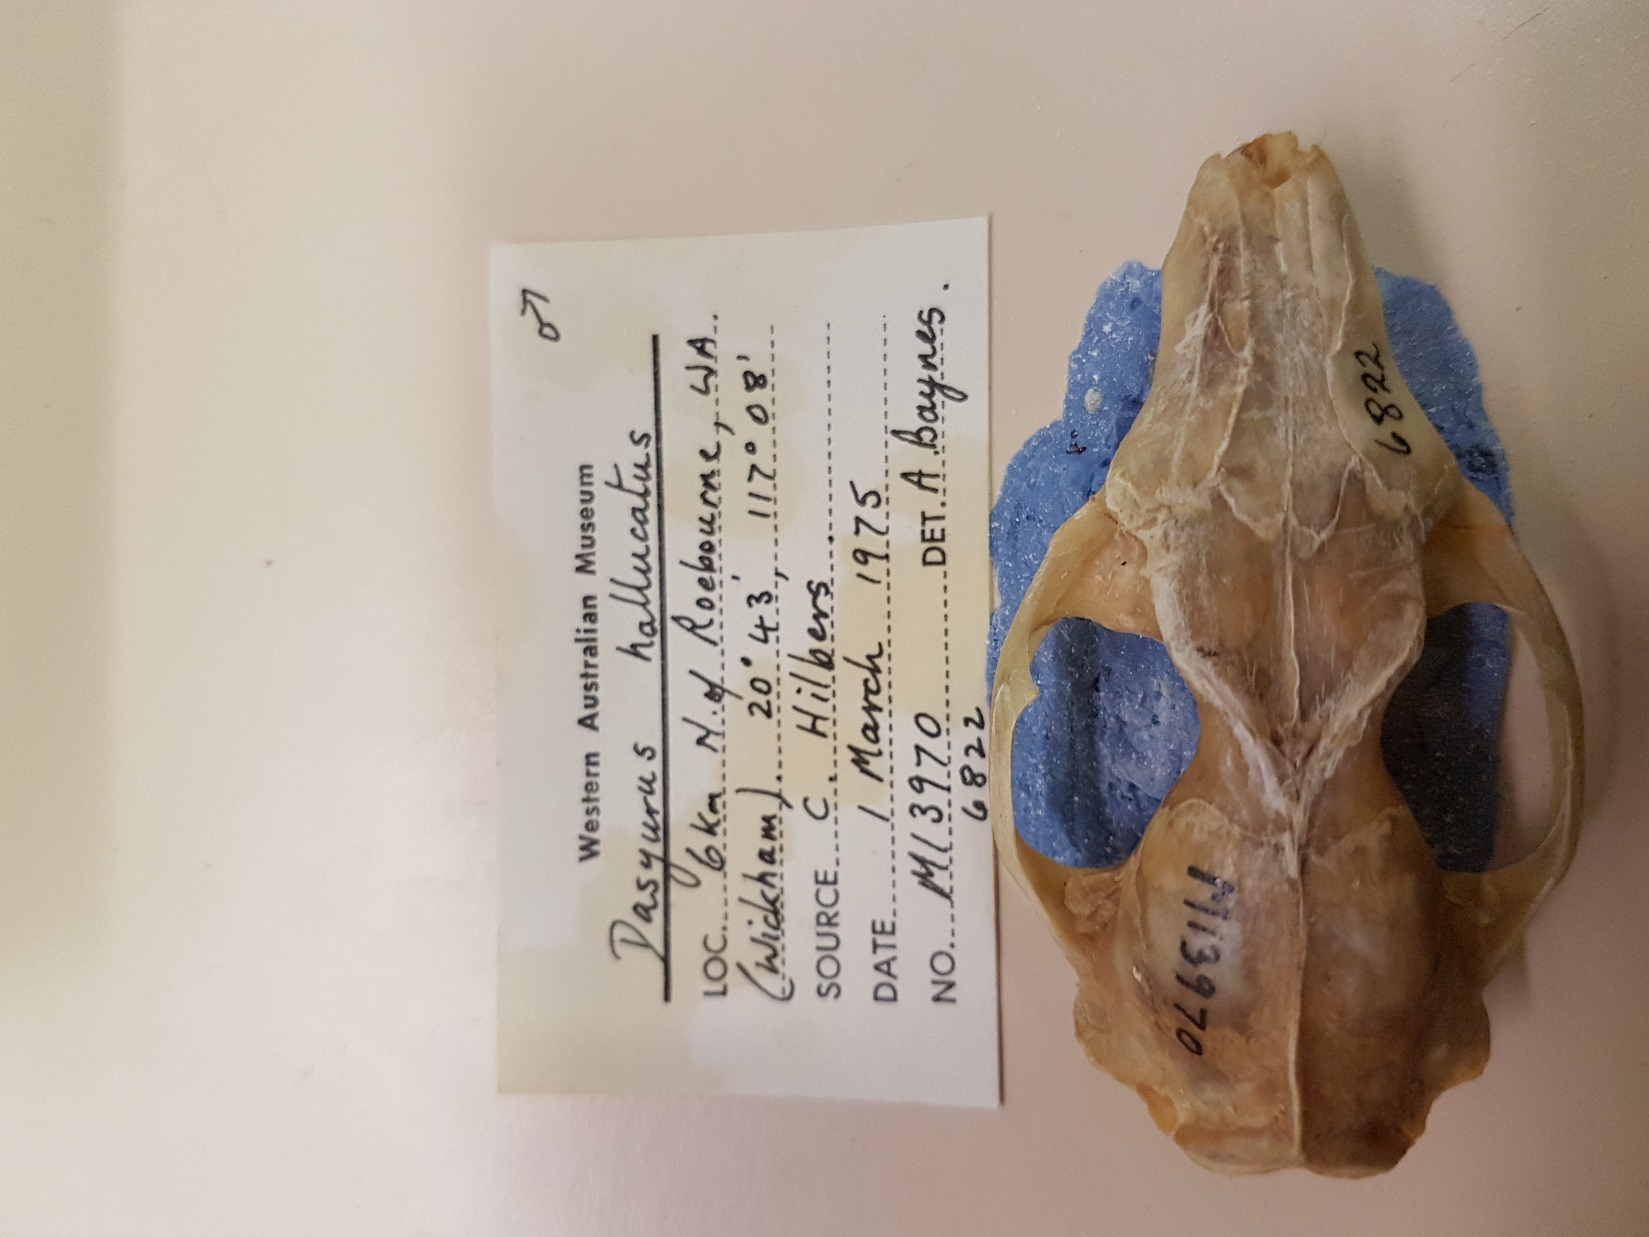 ♂
Western Australian Museum
Dasyurus hallucatus
LOC. 6km N. of Roebourne, WA.
(Wickham). 20° 43', 117° 08'
SOURCE C. Hilbers.
DATE 1 March 1975
NO. M13970 DET. A. Baynes.
6822
6822
M13970